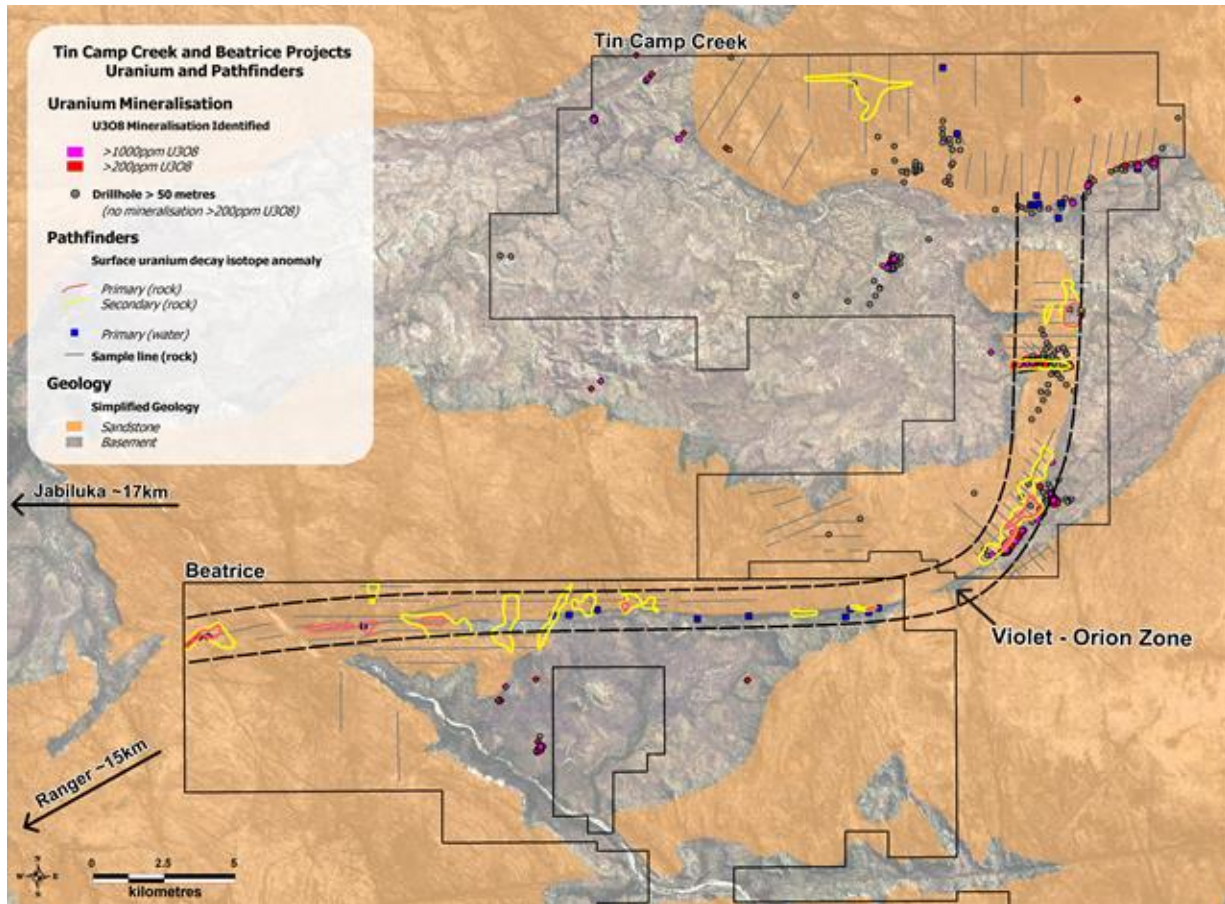 Tin Camp Creek and Beatrice Projects
Uranium and Pathfinders
Uranium Mineralisation
U3O8 Mineralisation Identified
>1000ppm U3O8
>200ppm U3O8
Drillhole > 50 metres
(no mineralisation >200ppm U3O8)
Pathfinders
Surface uranium decay isotope anomaly
Primary (rock)
Secondary (rock)
Primary (water)
Sample line (rock)
Geology
Simplified Geology
Sandstone
Basement
Tin Camp Creek
Jabiluka ~17km
Beatrice
Violet - Orion Zone
Ranger ~15km
N
W E
S
0 2.5 5
kilometres